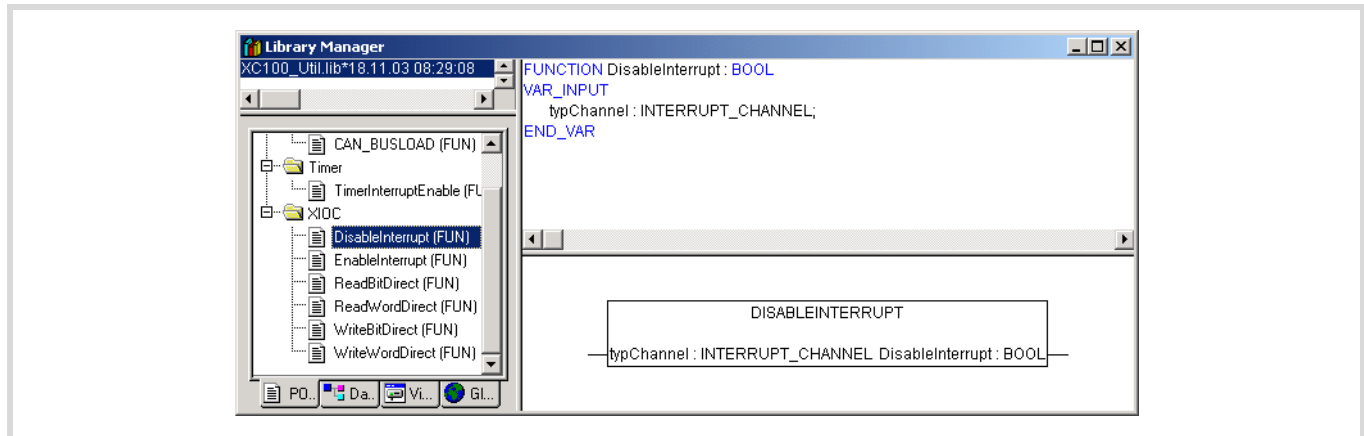 Library Manager
XC100_Util.lib*18.11.03 08:29:08
FUNCTION DisableInterrupt : BOOL
VAR_INPUT
typChannel : INTERRUPT_CHANNEL;
END_VAR
CAN_BUSLOAD (FUN)
Timer
TimerInterruptEnable (FU
XIOC
DisableInterrupt (FUN)
EnableInterrupt (FUN)
ReadBitDirect (FUN)
ReadWordDirect (FUN)
WriteBitDirect (FUN)
WriteWordDirect (FUN)
PO.. Da.. Vi... Gl...
DISABLEINTERRUPT
typChannel : INTERRUPT_CHANNEL DisableInterrupt : BOOL